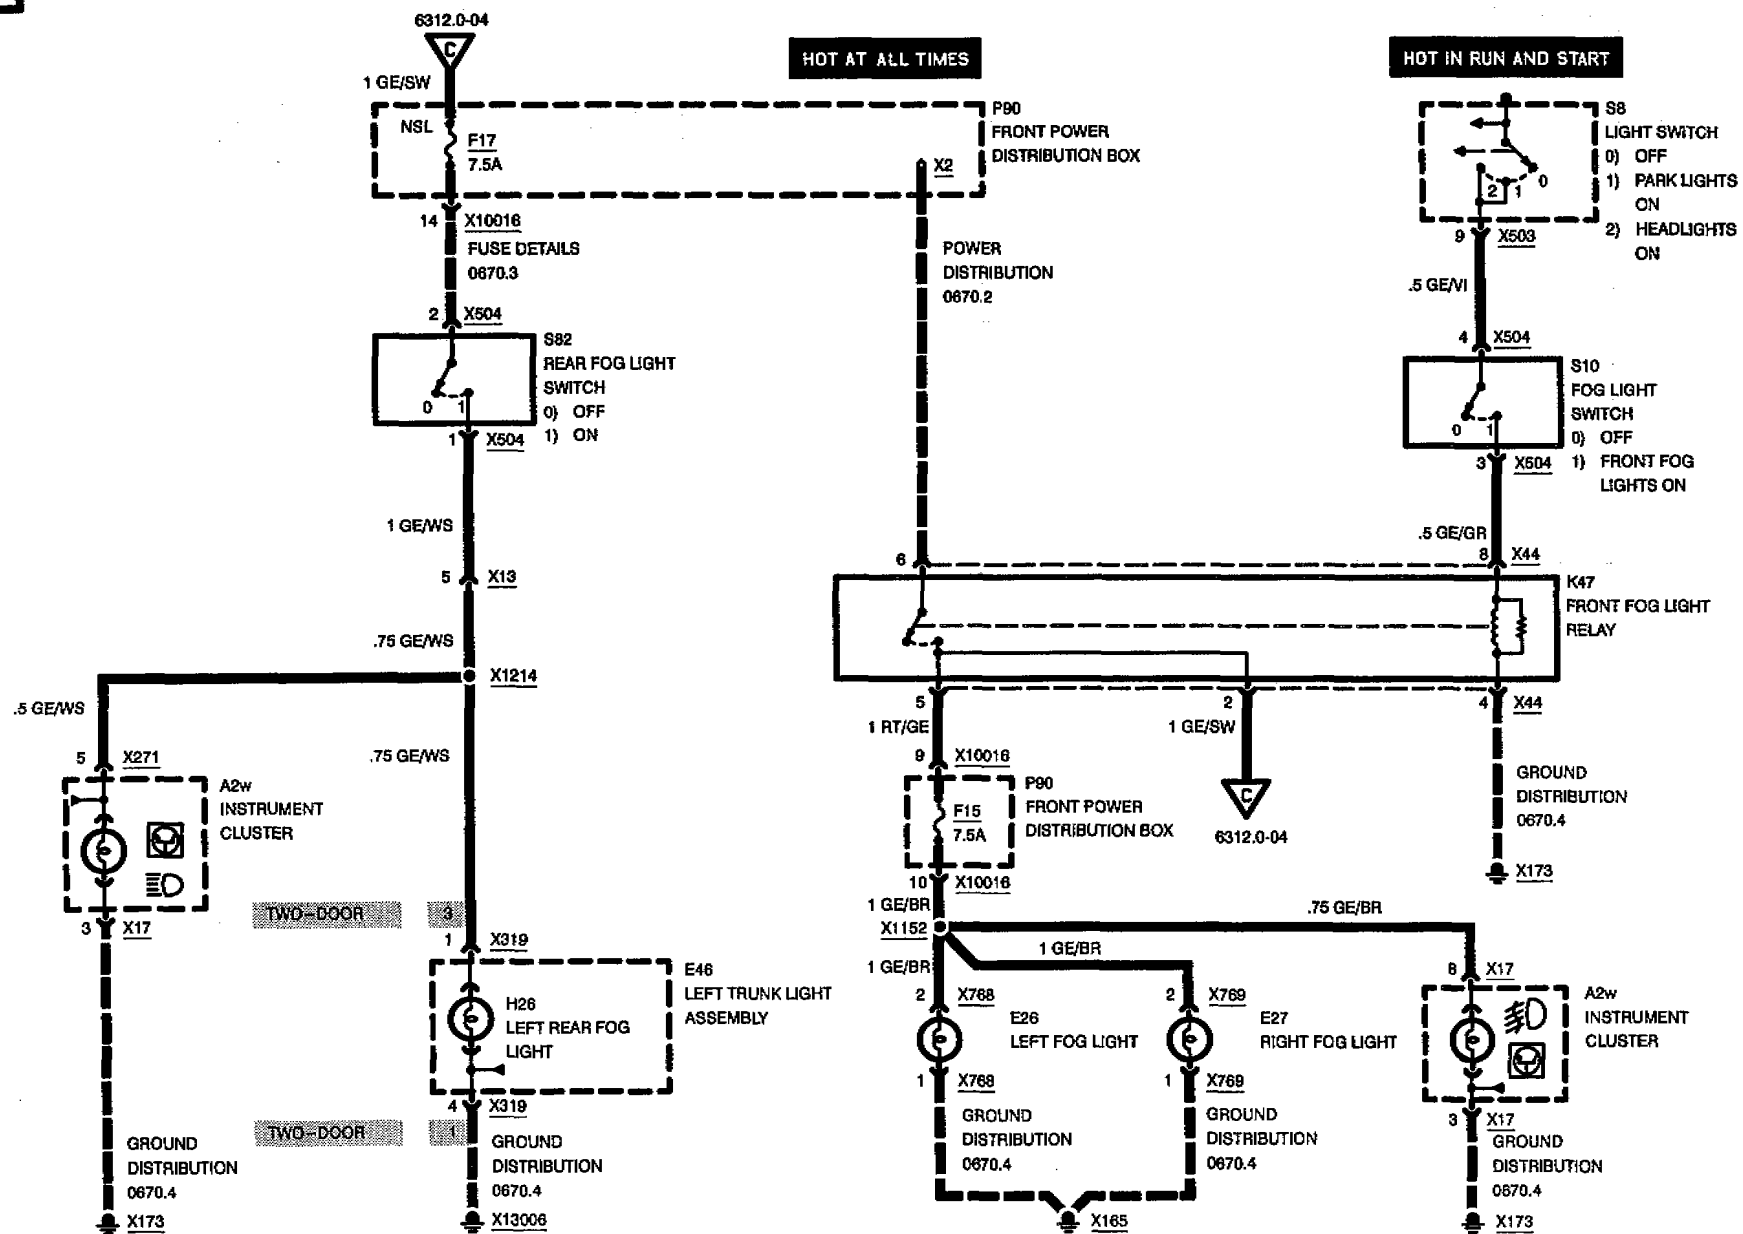 6312.0-04
C
HOT AT ALL TIMES
HOT IN RUN AND START
1 GE/SW
NSL
F17
7.5A
X2
P90
FRONT POWER
DISTRIBUTION BOX
S8
LIGHT SWITCH
0) OFF
1) PARK LIGHTS
ON
2) HEADLIGHTS
ON
2 1 0
14 X10016
FUSE DETAILS
0670.3
POWER
DISTRIBUTION
0670.2
9 X503
.5 GE/VI
2 X504
S82
REAR FOG LIGHT
SWITCH
0) OFF
1) ON
0 1
1 X504
4 X504
S10
FOG LIGHT
SWITCH
0) OFF
1) FRONT FOG
LIGHTS ON
0 1
3 X504
1 GE/WS
.5 GE/GR
6
8 X44
5 X13
K47
FRONT FOG LIGHT
RELAY
.75 GE/WS
X1214
.5 GE/WS
5
2
4 X44
1 RT/GE
1 GE/SW
5 X271
.75 GE/WS
9 X10016
A2w
INSTRUMENT
CLUSTER
P90
FRONT POWER
DISTRIBUTION BOX
F15
7.5A
C
6312.0-04
GROUND
DISTRIBUTION
0670.4
X173
10 X10016
1 GE/BR
.75 GE/BR
TWO-DOOR 3
3 X17
1 X319
X1152
1 GE/BR
1 GE/BR
E46
LEFT TRUNK LIGHT
ASSEMBLY
H26
LEFT REAR FOG
LIGHT
2 X768
2 X769
8 X17
E26
LEFT FOG LIGHT
E27
RIGHT FOG LIGHT
A2w
INSTRUMENT
CLUSTER
1 X768
1 X769
4 X319
TWO-DOOR 1
3 X17
GROUND
DISTRIBUTION
0670.4
X173
GROUND
DISTRIBUTION
0670.4
X13006
GROUND
DISTRIBUTION
0670.4
GROUND
DISTRIBUTION
0670.4
X165
GROUND
DISTRIBUTION
0670.4
X173